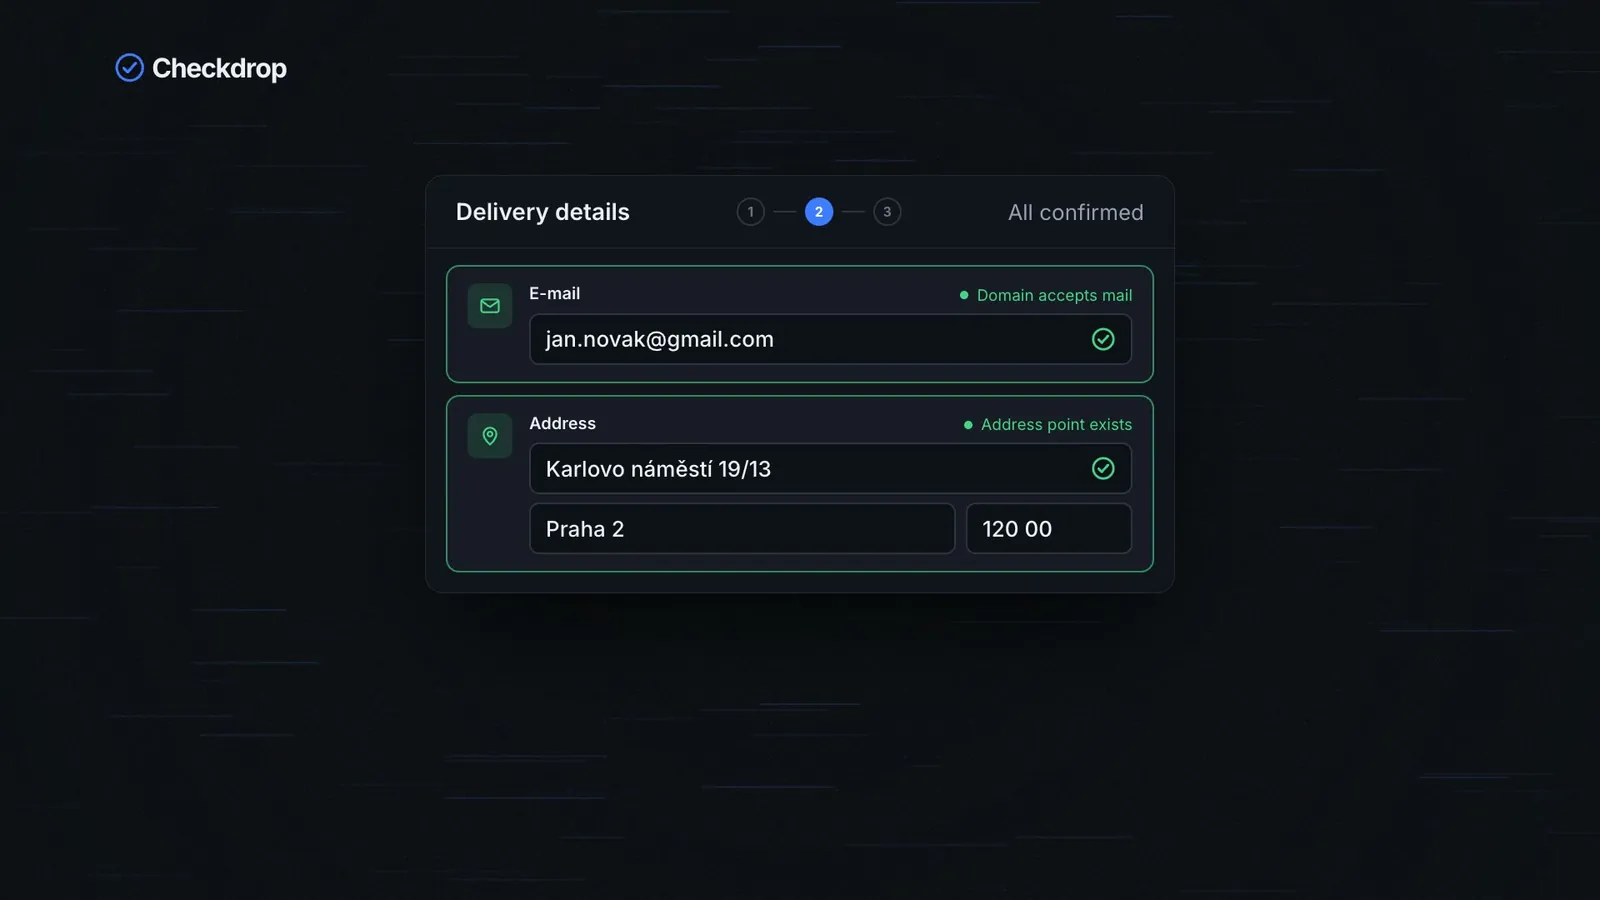 Checkdrop
Delivery details
1
2
3
All confirmed
E-mail
Domain accepts mail
jan.novak@gmail.com
Address
Address point exists
Karlovo náměstí 19/13
Praha 2
120 00